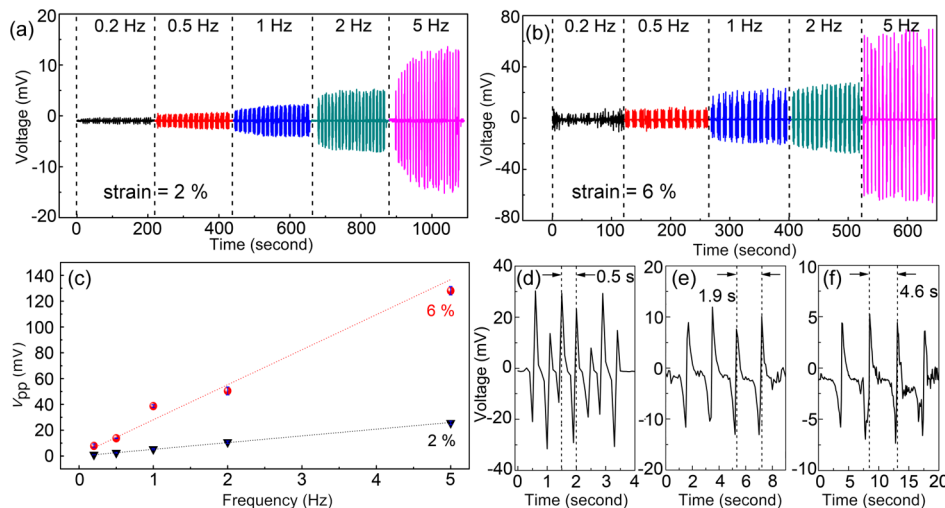 (a)
0.2 Hz 0.5 Hz 1 Hz 2 Hz 5 Hz
20
10
0
-10
-20
Voltage (mV)
strain = 2 %
0 200 400 600 800 1000
Time (second)
(b)
0.2 Hz 0.5 Hz 1 Hz 2 Hz 5 Hz
80
40
0
-40
-80
Voltage (mV)
strain = 6 %
0 100 200 300 400 500 600
Time (second)
(c)
140
120
100
80
60
40
20
0
Vpp (mV)
6 %
2 %
0 1 2 3 4 5
Frequency (Hz)
(d)
0.5 s
40
20
0
-20
-40
Voltage (mV)
0 1 2 3 4
Time (second)
(e)
1.9 s
20
10
0
-10
-20
0 2 4 6 8
Time (second)
(f)
4.6 s
10
5
0
-5
-10
0 5 10 15 20
Time (second)